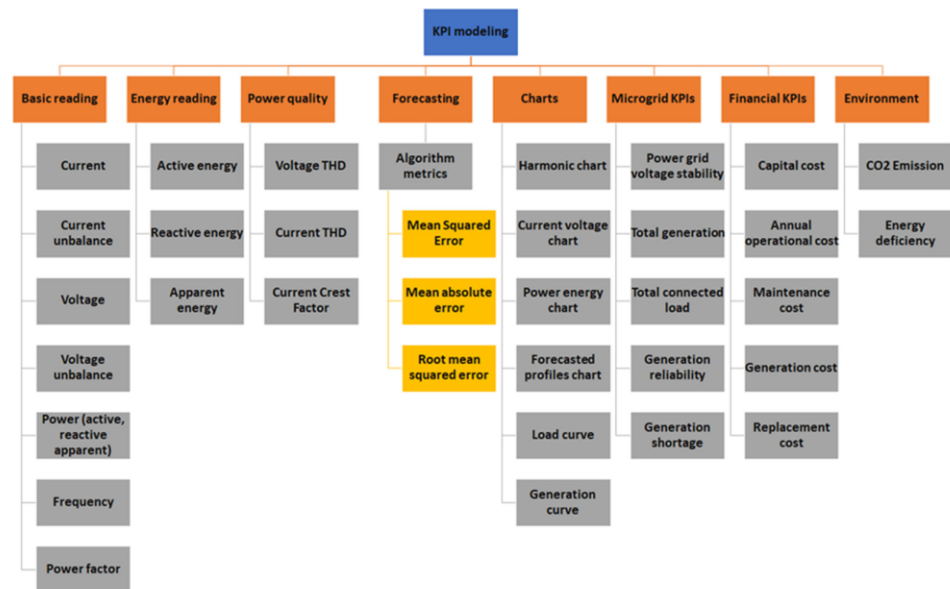 KPI modeling
Basic reading
Energy reading
Power quality
Forecasting
Charts
Microgrid KPIs
Financial KPIs
Environment
Current
Current
unbalance
Voltage
Voltage
unbalance
Power (active,
reactive
apparent)
Frequency
Power factor
Active energy
Reactive energy
Apparent
energy
Voltage THD
Current THD
Current Crest
Factor
Algorithm
metrics
Mean Squared
Error
Mean absolute
error
Root mean
squared error
Harmonic chart
Current voltage
chart
Power energy
chart
Forecasted
profiles chart
Load curve
Generation
curve
Power grid
voltage stability
Total generation
Total connected
load
Generation
reliability
Generation
shortage
Capital cost
Annual
operational cost
Maintenance
cost
Generation cost
Replacement
cost
CO2 Emission
Energy
deficiency